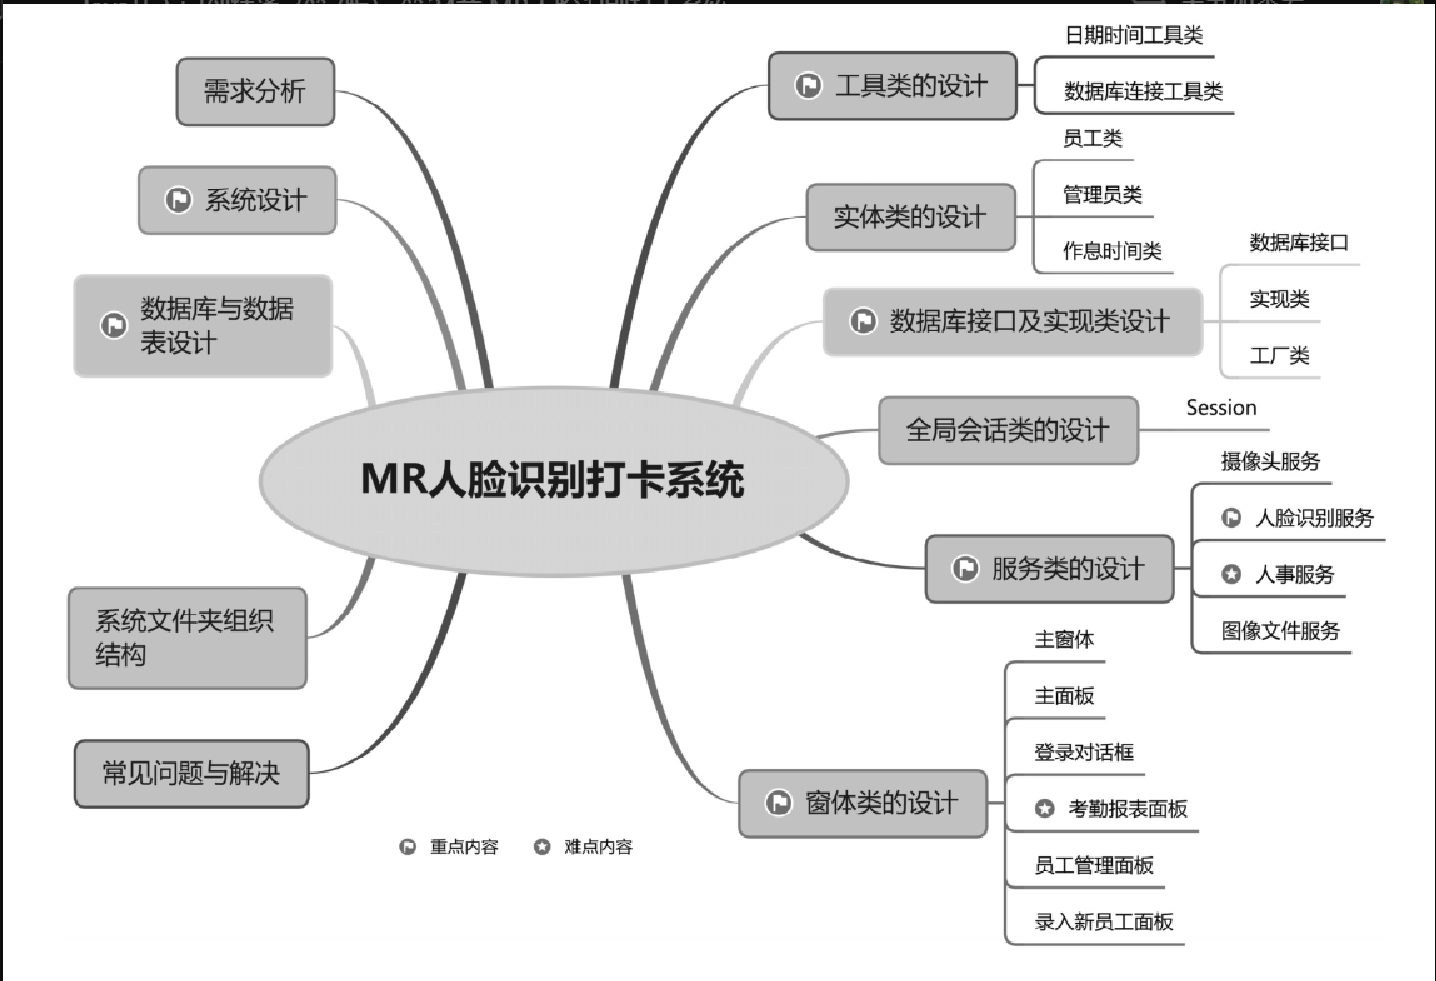 需求分析
系统设计
数据库与数据
表设计
系统文件夹组织
结构
常见问题与解决
MR人脸识别打卡系统
工具类的设计
日期时间工具类
数据库连接工具类
实体类的设计
员工类
管理员类
作息时间类
数据库接口及实现类设计
数据库接口
实现类
工厂类
全局会话类的设计
Session
服务类的设计
摄像头服务
人脸识别服务
人事服务
图像文件服务
窗体类的设计
主窗体
主面板
登录对话框
考勤报表面板
员工管理面板
录入新员工面板
重点内容
难点内容